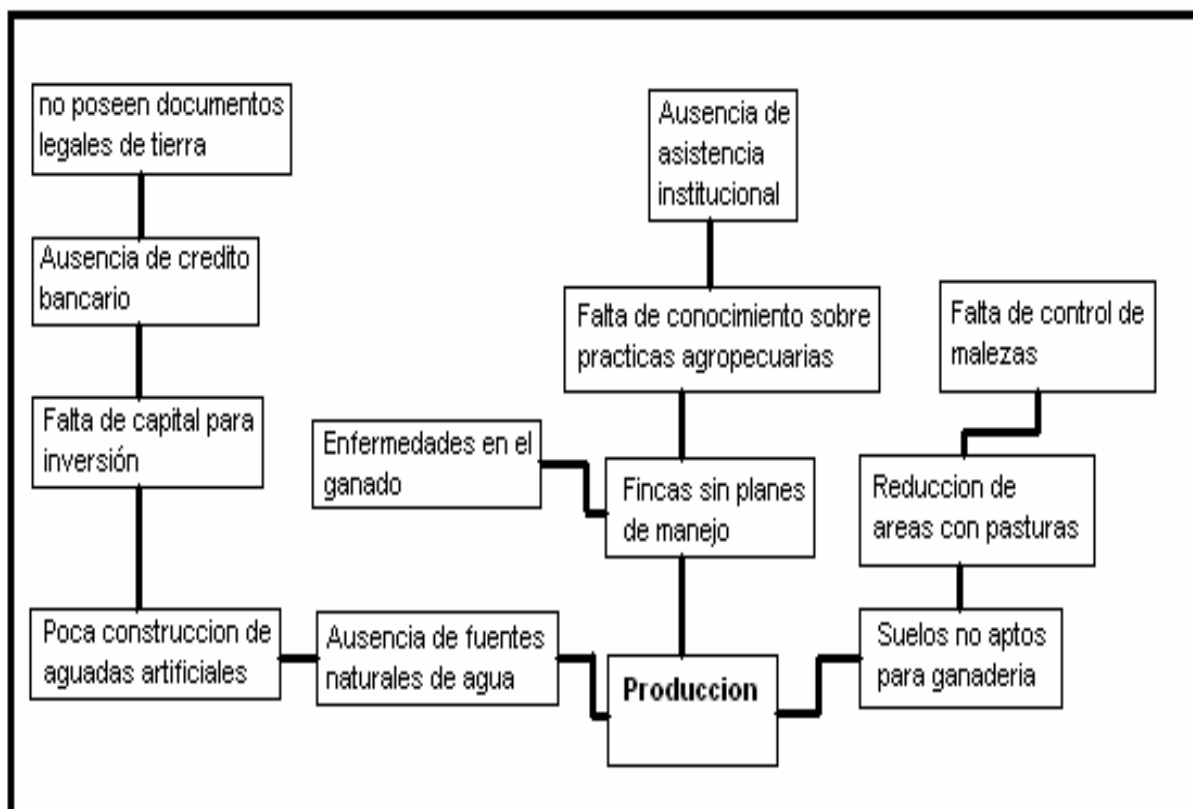 no poseen documentos
legales de tierra
Ausencia de
asistencia
institucional
Ausencia de credito
bancario
Falta de conocimiento sobre
practicas agropecuarias
Falta de control de
malezas
Falta de capital para
inversión
Enfermedades en el
ganado
Fincas sin planes
de manejo
Reduccion de
areas con pasturas
Poca construccion de
aguadas artificiales
Ausencia de fuentes
naturales de agua
Produccion
Suelos no aptos
para ganaderia